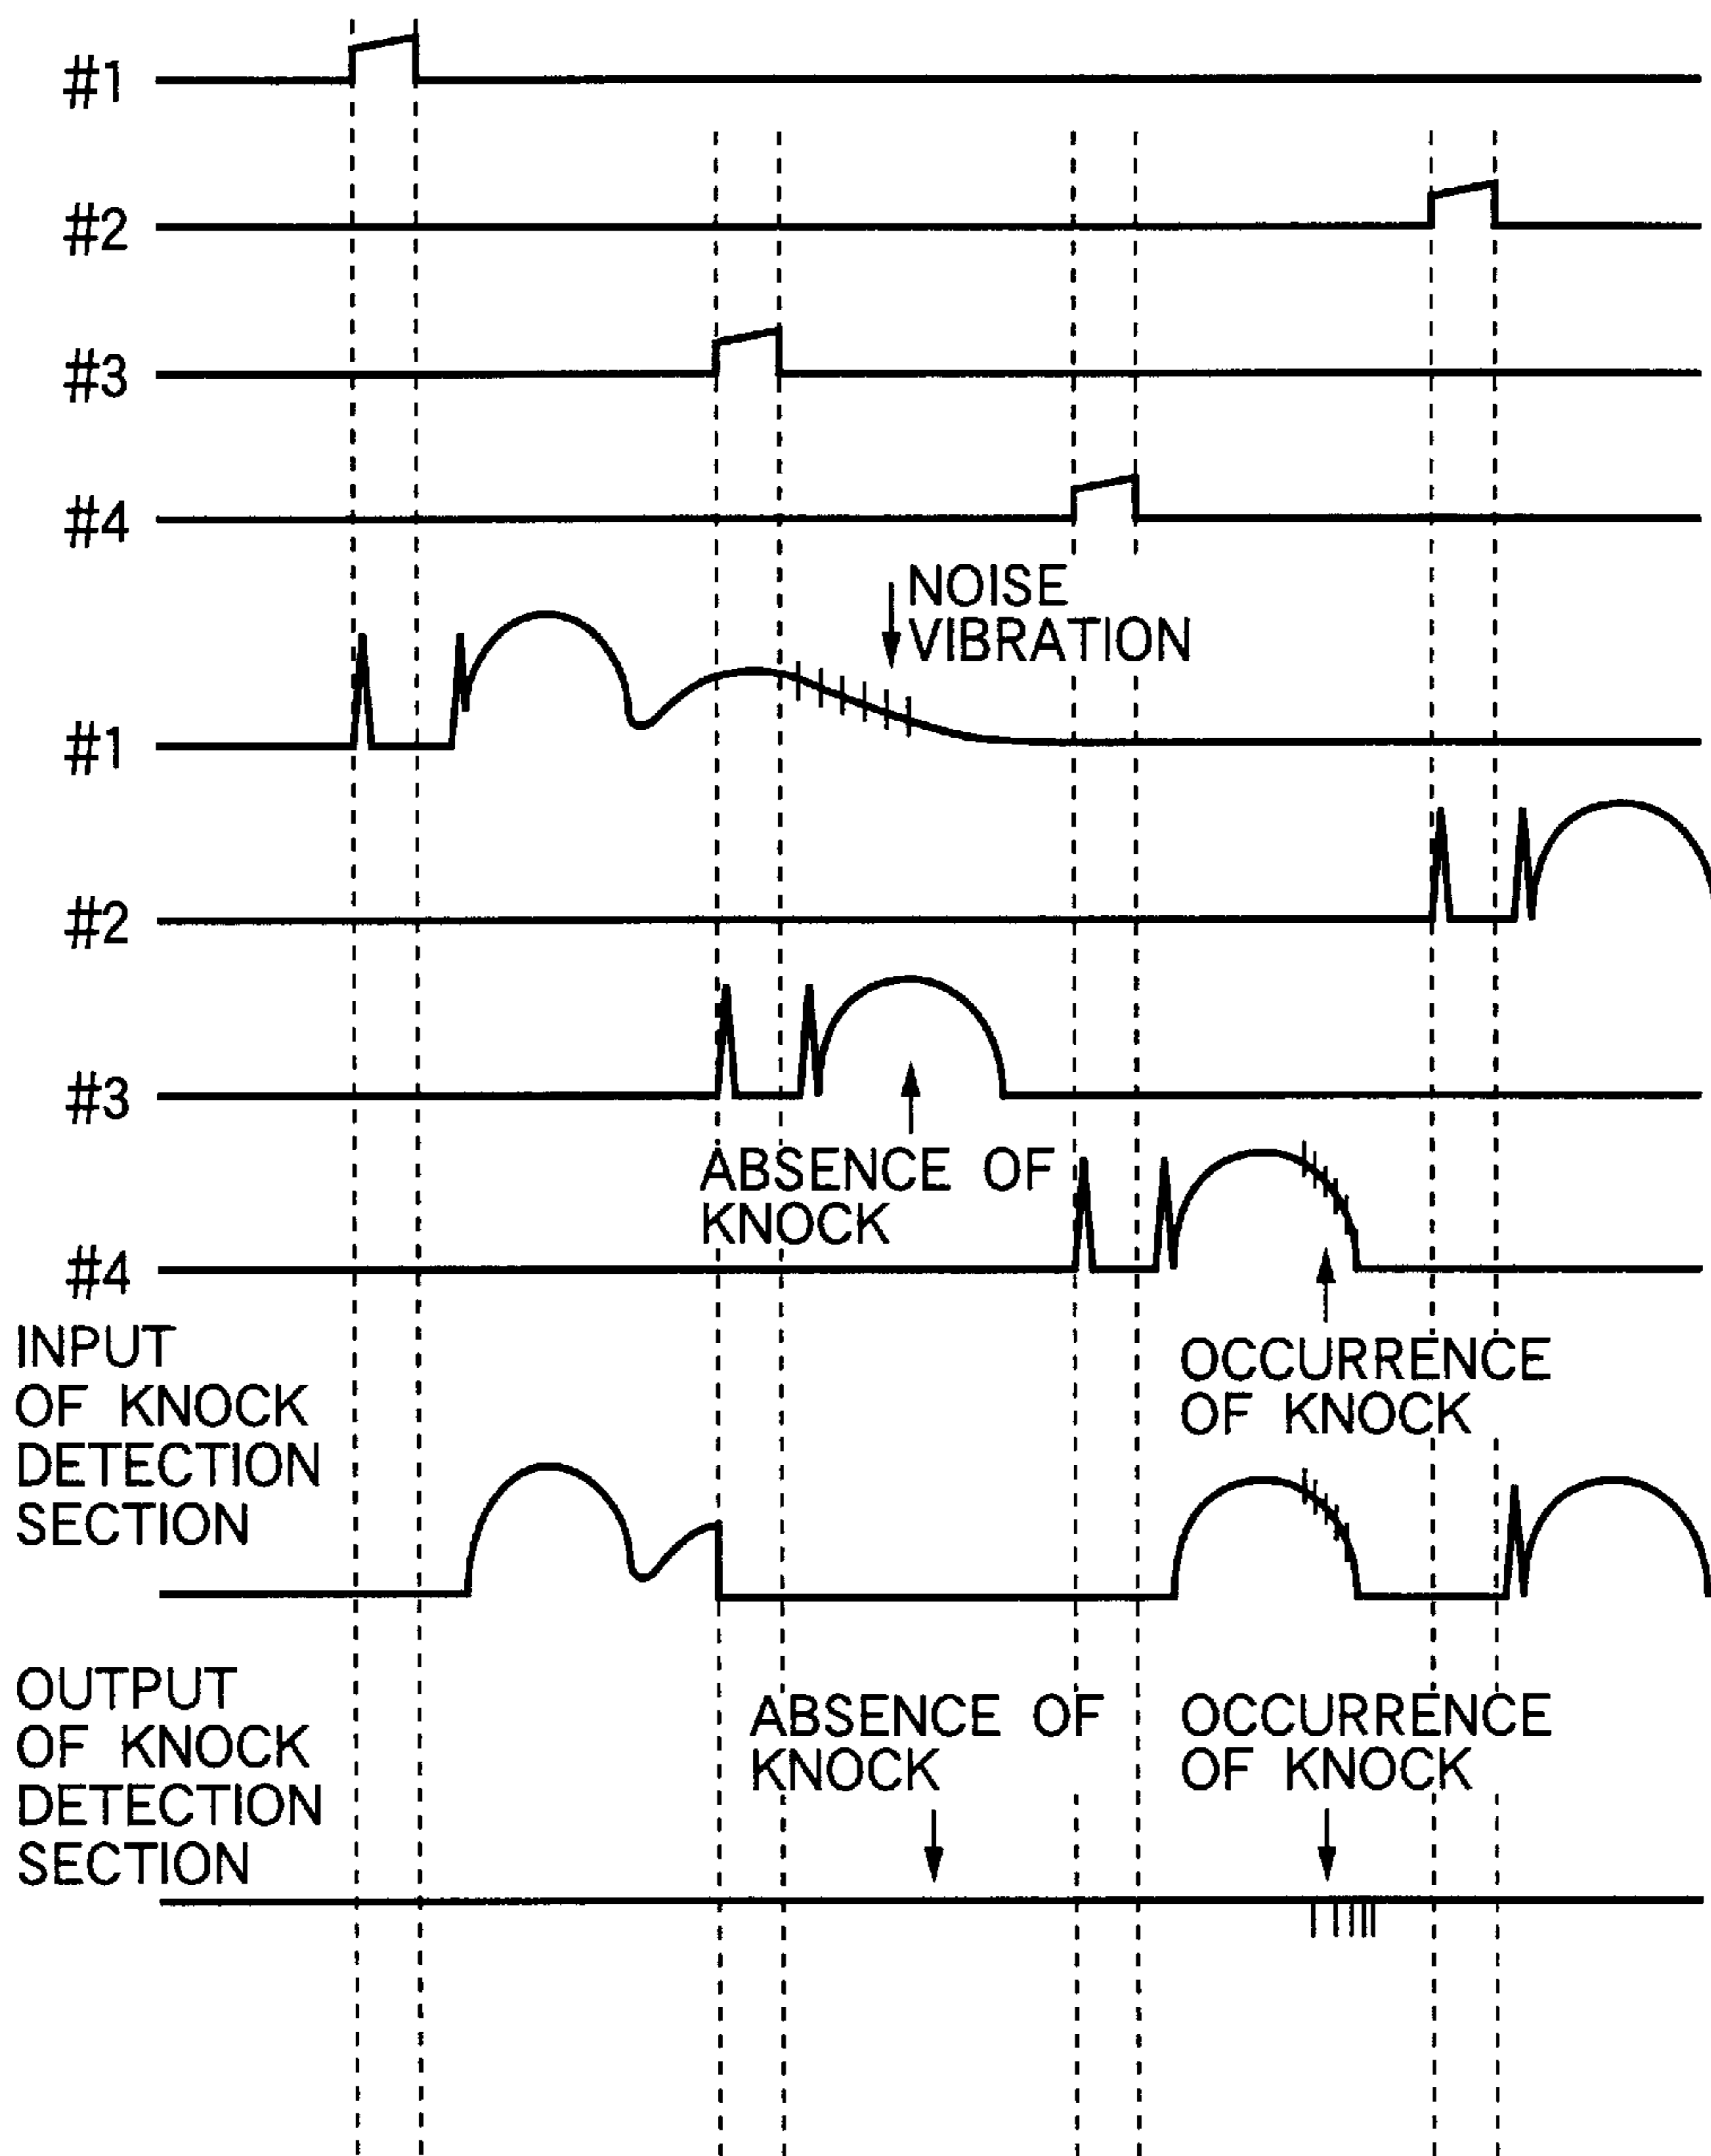 #1
#2
#3
#4
NOISE
VIBRATION
#1
#2
#3
ABSENCE OF
KNOCK
#4
OCCURRENCE
OF KNOCK
INPUT
OF KNOCK
DETECTION
SECTION
OUTPUT
OF KNOCK
DETECTION
SECTION
ABSENCE OF
KNOCK
OCCURRENCE
OF KNOCK